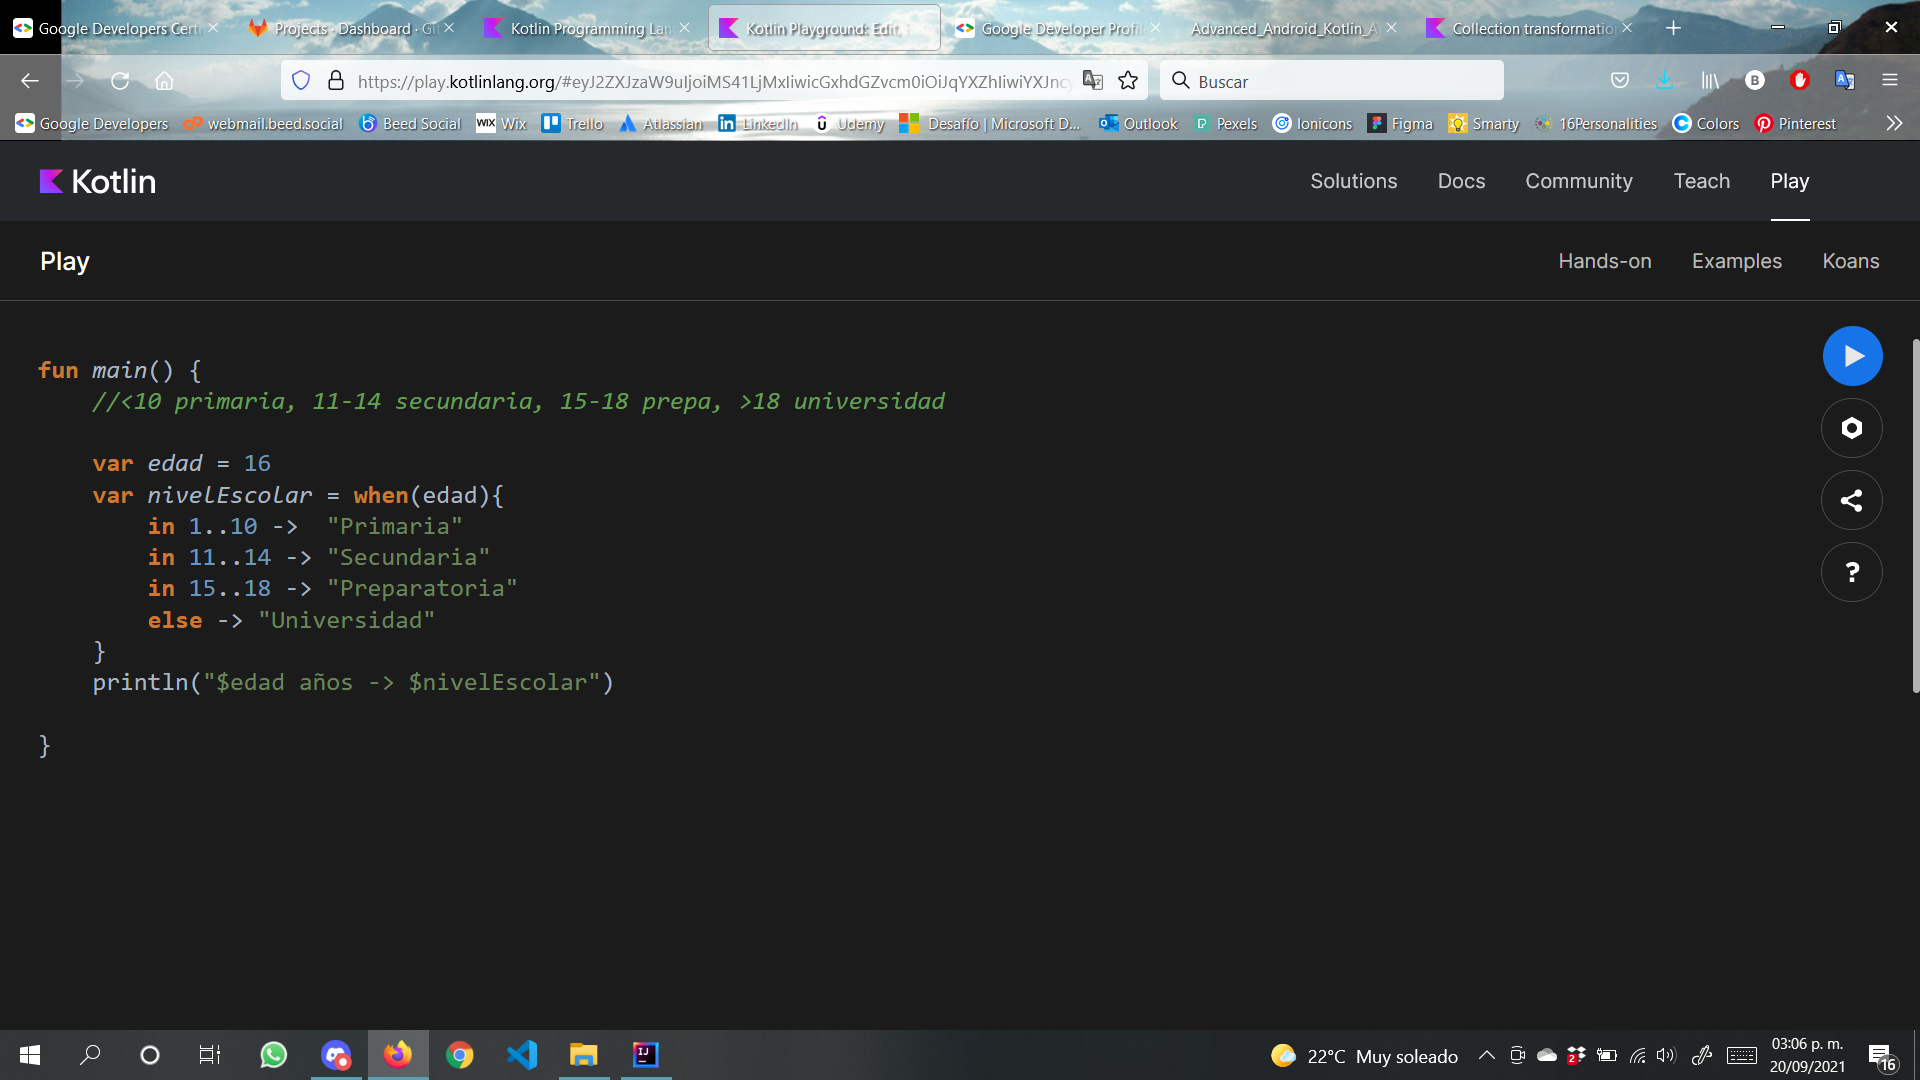 Google Developers Certi
Projects · Dashboard · Git
Kotlin Programming Lan
Kotlin Playground: Edit,
Google Developer Profil
Advanced_Android_Kotlin_A
Collection transformatio
https://play.kotlinlang.org/
Buscar
Google Developers
webmail.beed.social
Beed Social
Wix
Trello
Atlassian
LinkedIn
Udemy
Desafío | Microsoft D...
Outlook
Pexels
Ionicons
Figma
Smarty
16Personalities
Colors
Pinterest
Kotlin
Solutions
Docs
Community
Teach
Play
Play
Hands-on
Examples
Koans
fun main() {
//<10 primaria, 11-14 secundaria, 15-18 prepa, >18 universidad
var edad = 16
var nivelEscolar = when(edad){
in 1..10 ->  "Primaria"
in 11..14 -> "Secundaria"
in 15..18 -> "Preparatoria"
else -> "Universidad"
}
println("$edad años -> $nivelEscolar")
}
22°C Muy soleado
03:06 p. m.
20/09/2021
16